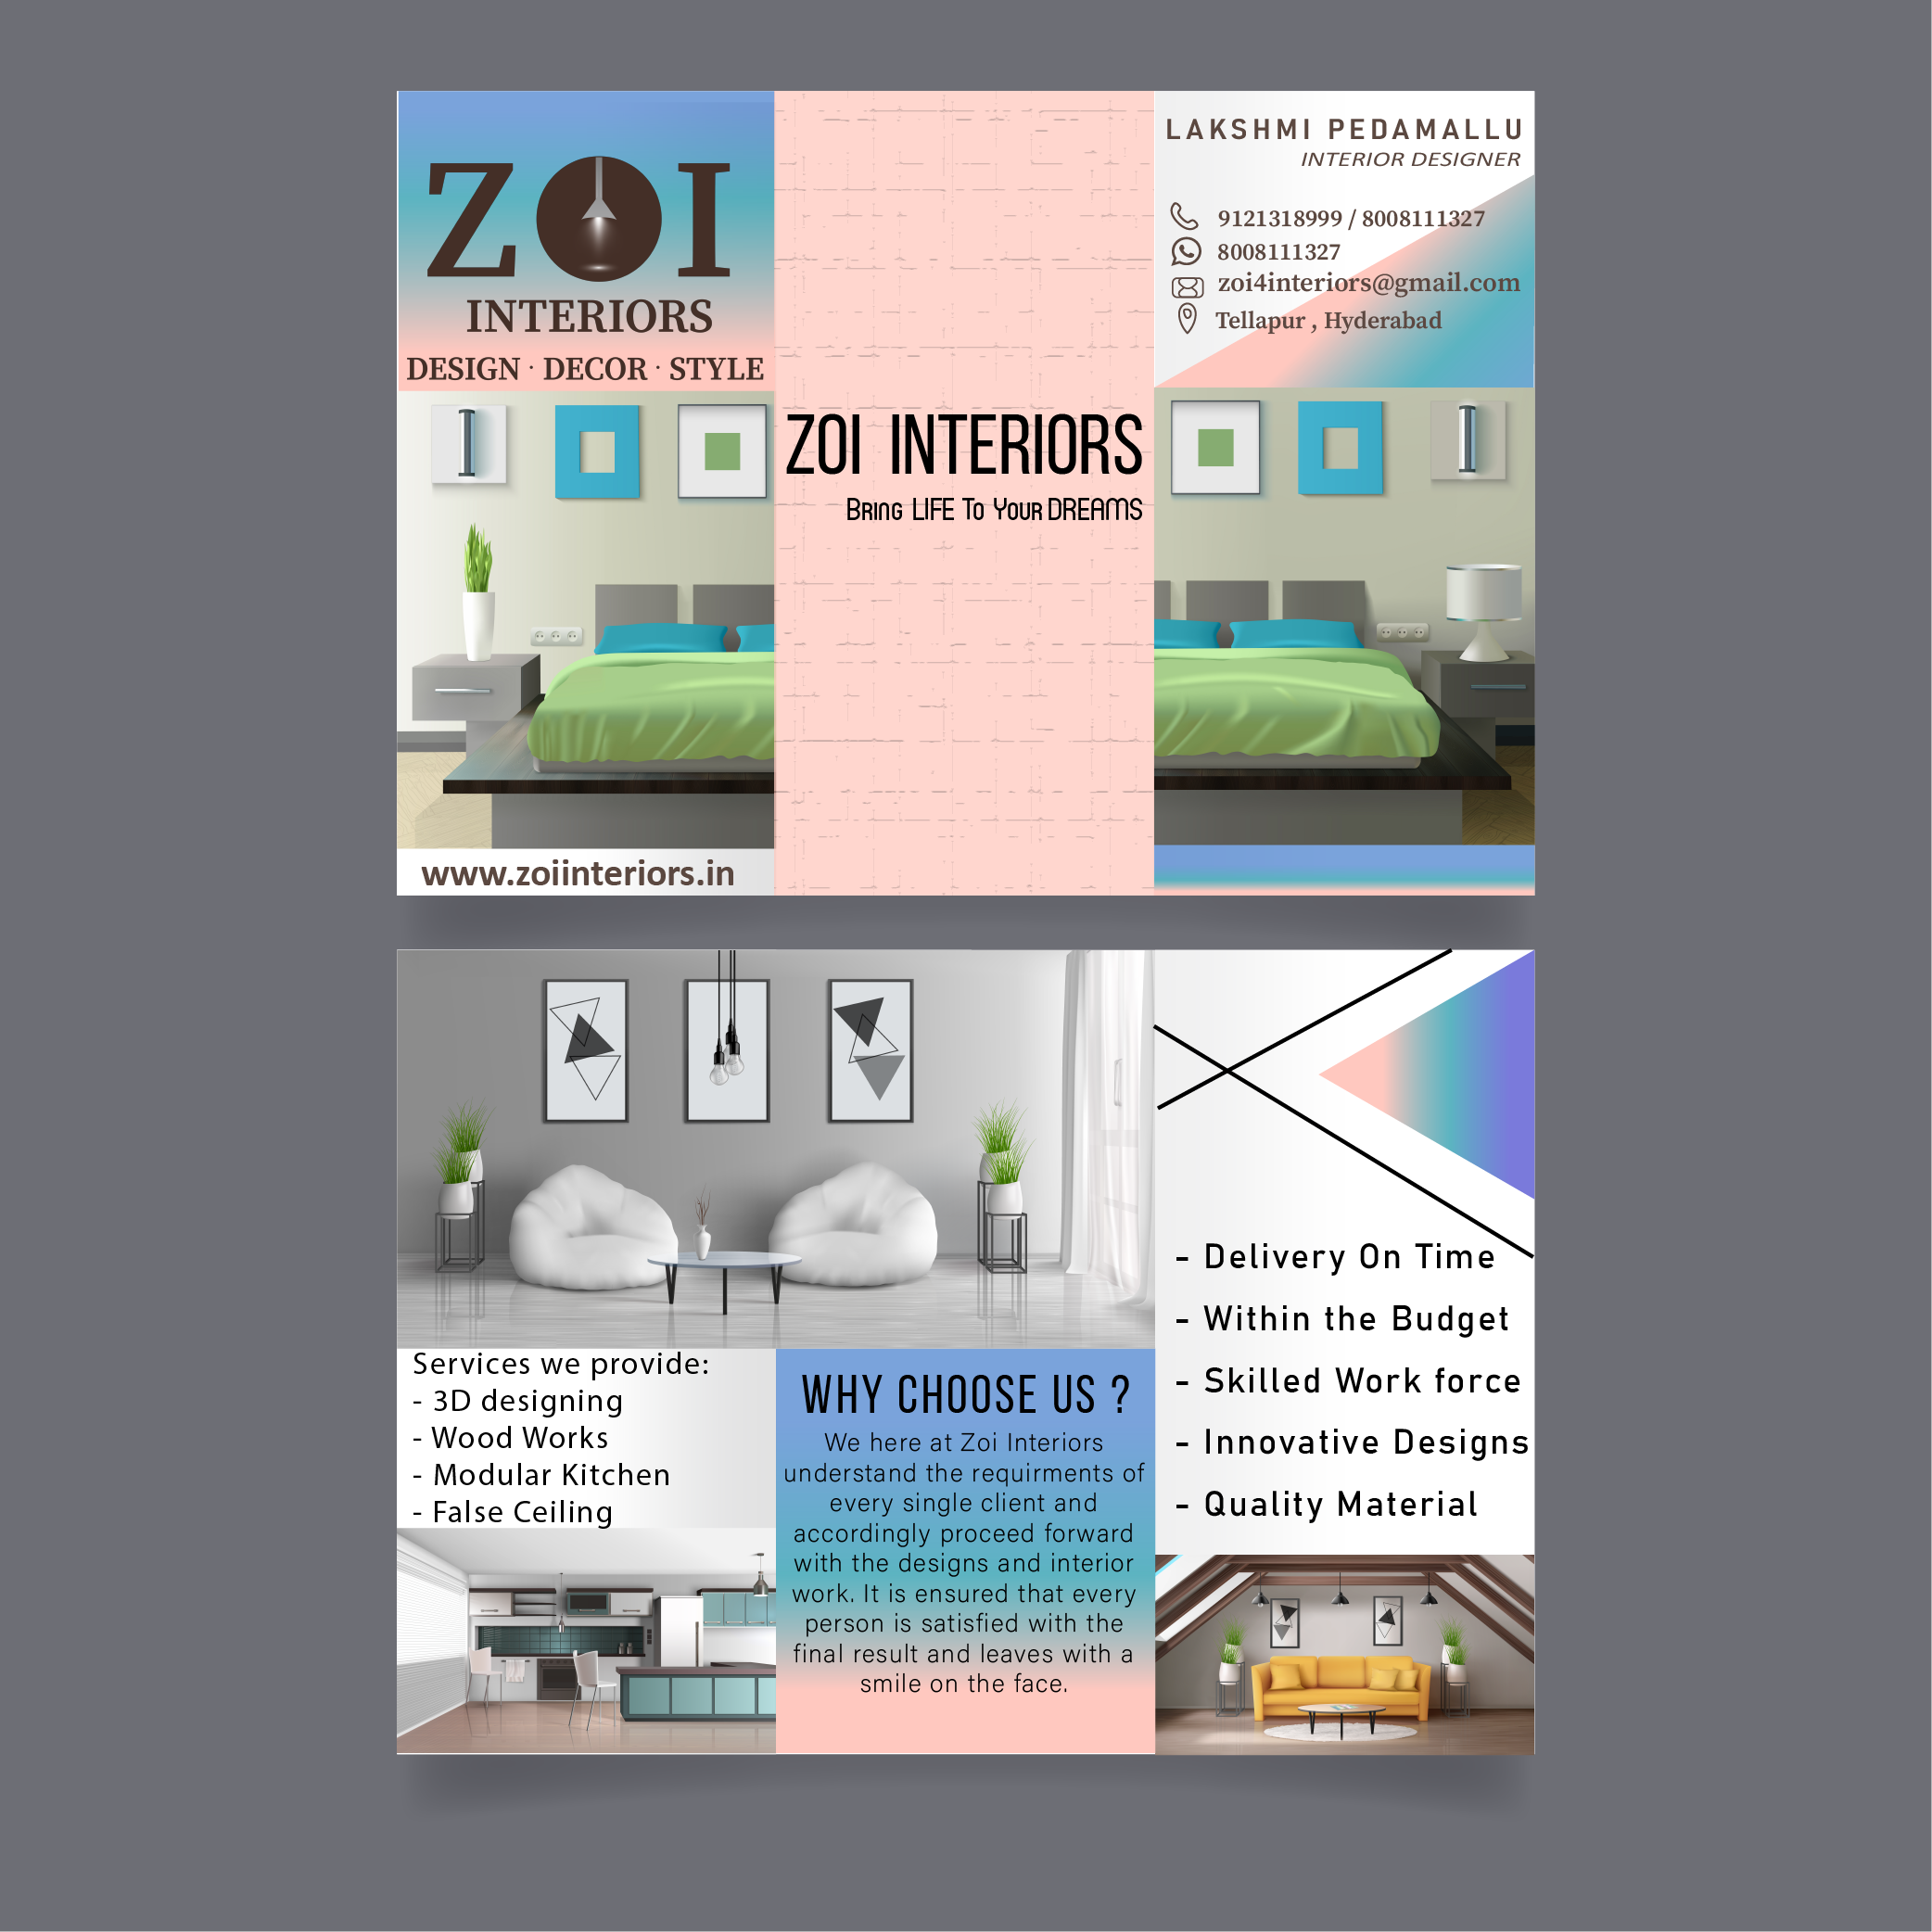 ZOI
INTERIORS
DESIGN · DECOR · STYLE
www.zoiinteriors.in
ZOI INTERIORS
Bring LIFE To Your DREAMS
LAKSHMI PEDAMALLU
INTERIOR DESIGNER
9121318999 / 8008111327
8008111327
zoi4interiors@gmail.com
Tellapur , Hyderabad
Services we provide:
- 3D designing
- Wood Works
- Modular Kitchen
- False Ceiling
WHY CHOOSE US ?
We here at Zoi Interiors
understand the requirments of
every single client and
accordingly proceed forward
with the designs and interior
work. It is ensured that every
person is satisfied with the
final result and leaves with a
smile on the face.
- Delivery On Time
- Within the Budget
- Skilled Work force
- Innovative Designs
- Quality Material